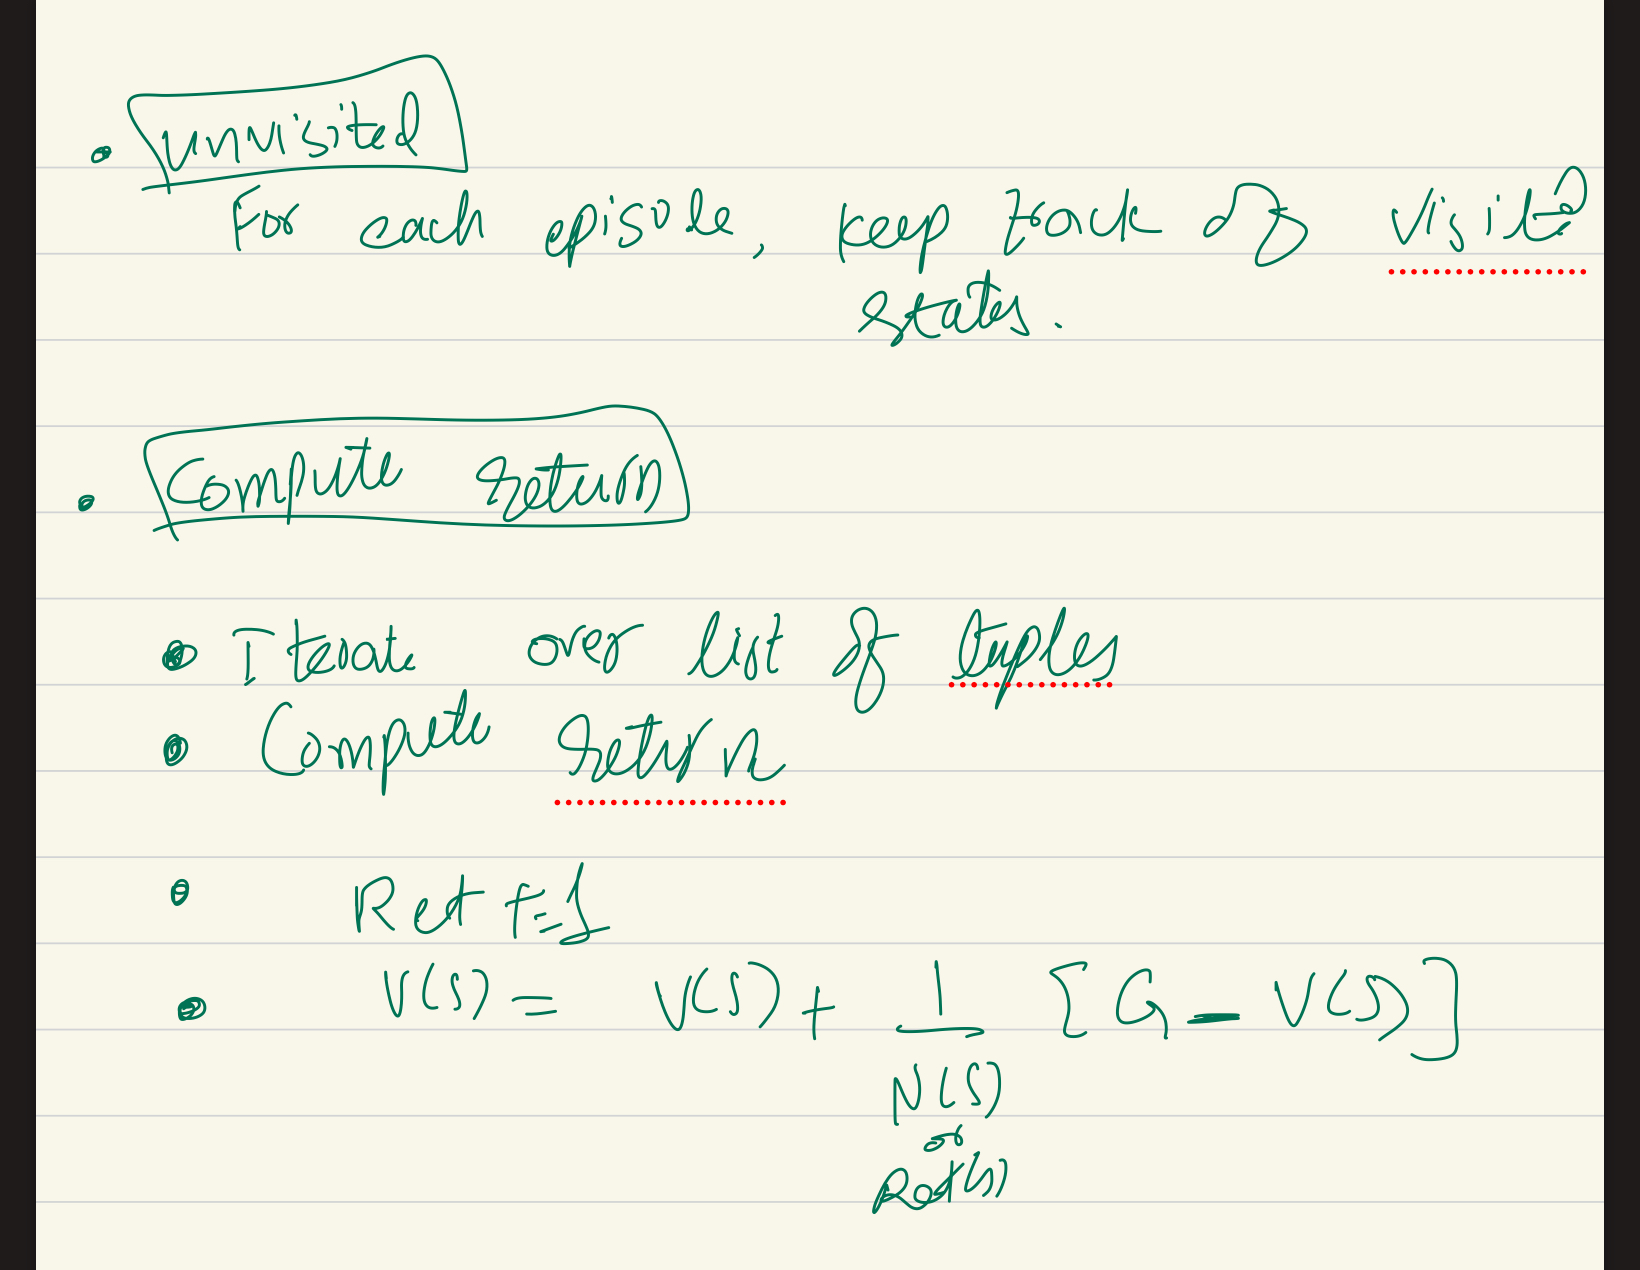 • unvisited
For each episode, keep track of visited
states.
• Compute return
• Iterate over list of tuples
• Compute return
• Ret += 1
• V(S) = V(S) + 1/N(S) or Ret(S) [G - V(S)]